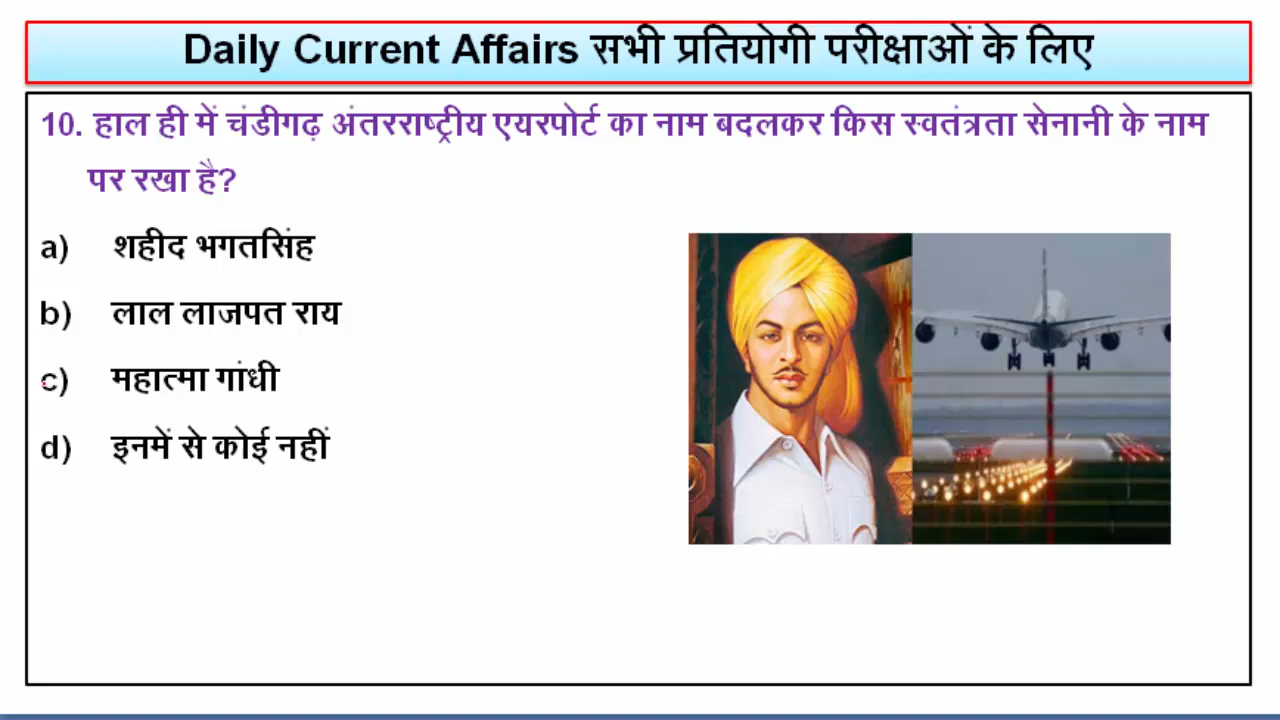 Daily Current Affairs सभी प्रतियोगी परीक्षाओं के लिए
10. हाल ही में चंडीगढ़ अंतरराष्ट्रीय एयरपोर्ट का नाम बदलकर किस स्वतंत्रता सेनानी के नाम
पर रखा है?
a) शहीद भगतसिंह
b) लाल लाजपत राय
c) महात्मा गांधी
d) इनमें से कोई नहीं